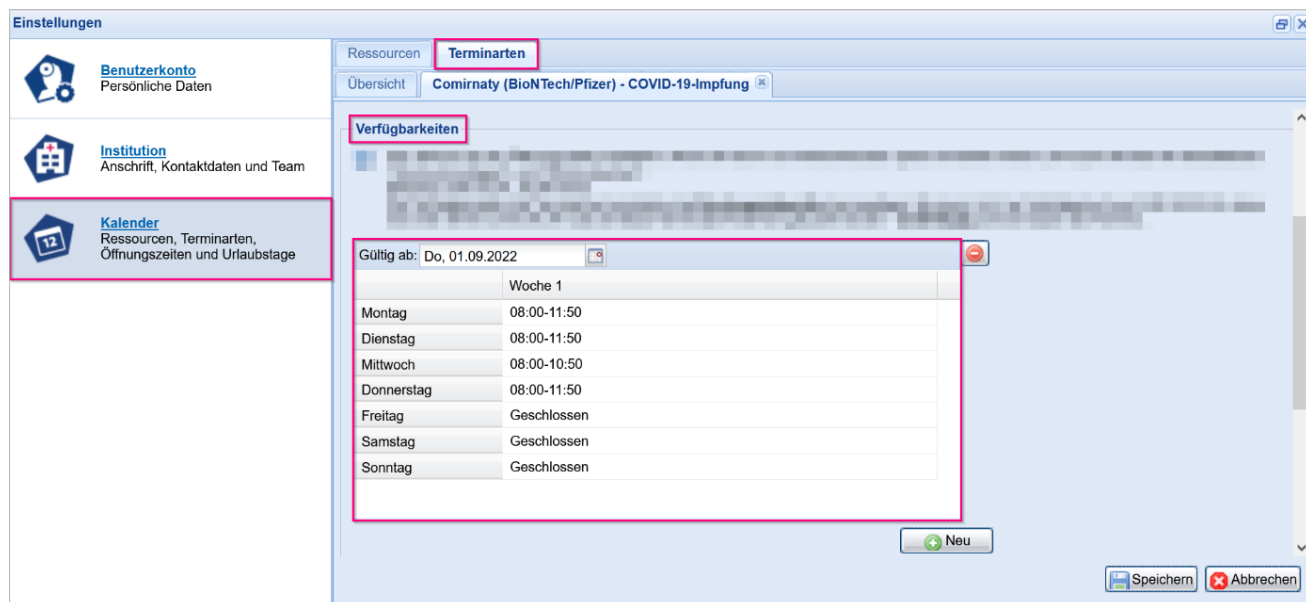 Einstellungen
Benutzerkonto
Persönliche Daten
Institution
Anschrift, Kontaktdaten und Team
12
Kalender
Ressourcen, Terminarten,
Öffnungszeiten und Urlaubstage
Ressourcen Terminarten
Übersicht Comirnaty (BioNTech/Pfizer) - COVID-19-Impfung
Verfügbarkeiten
Gültig ab: Do, 01.09.2022
Woche 1
Montag 08:00-11:50
Dienstag 08:00-11:50
Mittwoch 08:00-10:50
Donnerstag 08:00-11:50
Freitag Geschlossen
Samstag Geschlossen
Sonntag Geschlossen
Neu
Speichern Abbrechen